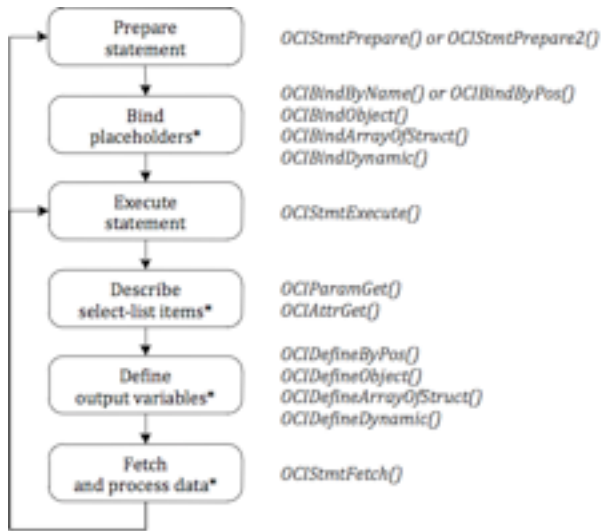 Prepare
statement
OCIStmtPrepare() or OCIStmtPrepare2()
Bind
placeholders*
OCIBindByName() or OCIBindByPos()
OCIBindObject()
OCIBindArrayOfStruct()
OCIBindDynamic()
Execute
statement
OCIStmtExecute()
Describe
select-list items*
OCIParamGet()
OCIAttrGet()
Define
output variables*
OCIDefineByPos()
OCIDefineObject()
OCIDefineArrayOfStruct()
OCIDefineDynamic()
Fetch
and process data*
OCIStmtFetch()